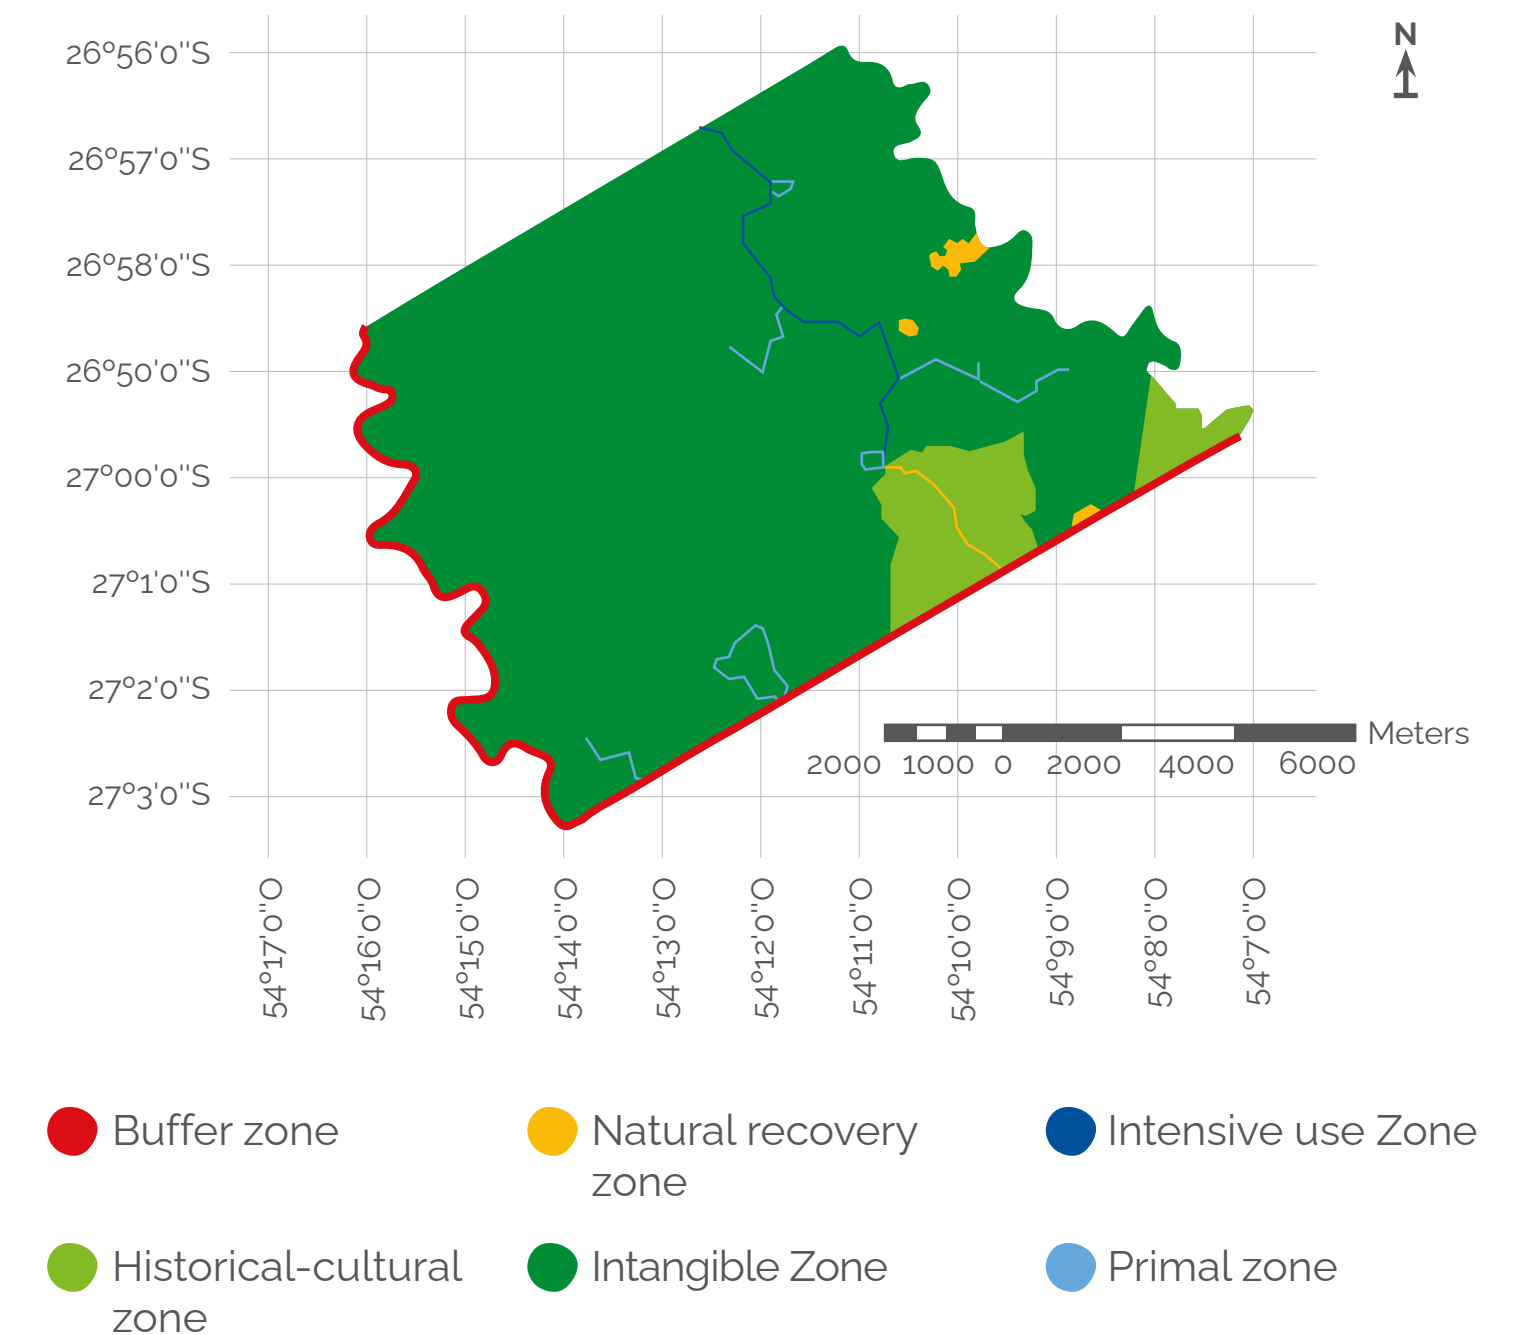 N
26°56'0''S
26°57'0''S
26°58'0''S
26°50'0''S
27°00'0''S
27°1'0''S
27°2'0''S
27°3'0''S
Meters
2000 1000 0 2000 4000 6000
54°17'0''O
54°16'0''O
54°15'0''O
54°14'0''O
54°13'0''O
54°12'0''O
54°11'0''O
54°10'0''O
54°9'0''O
54°8'0''O
54°7'0''O
Buffer zone
Natural recovery
zone
Intensive use Zone
Historical-cultural
zone
Intangible Zone
Primal zone